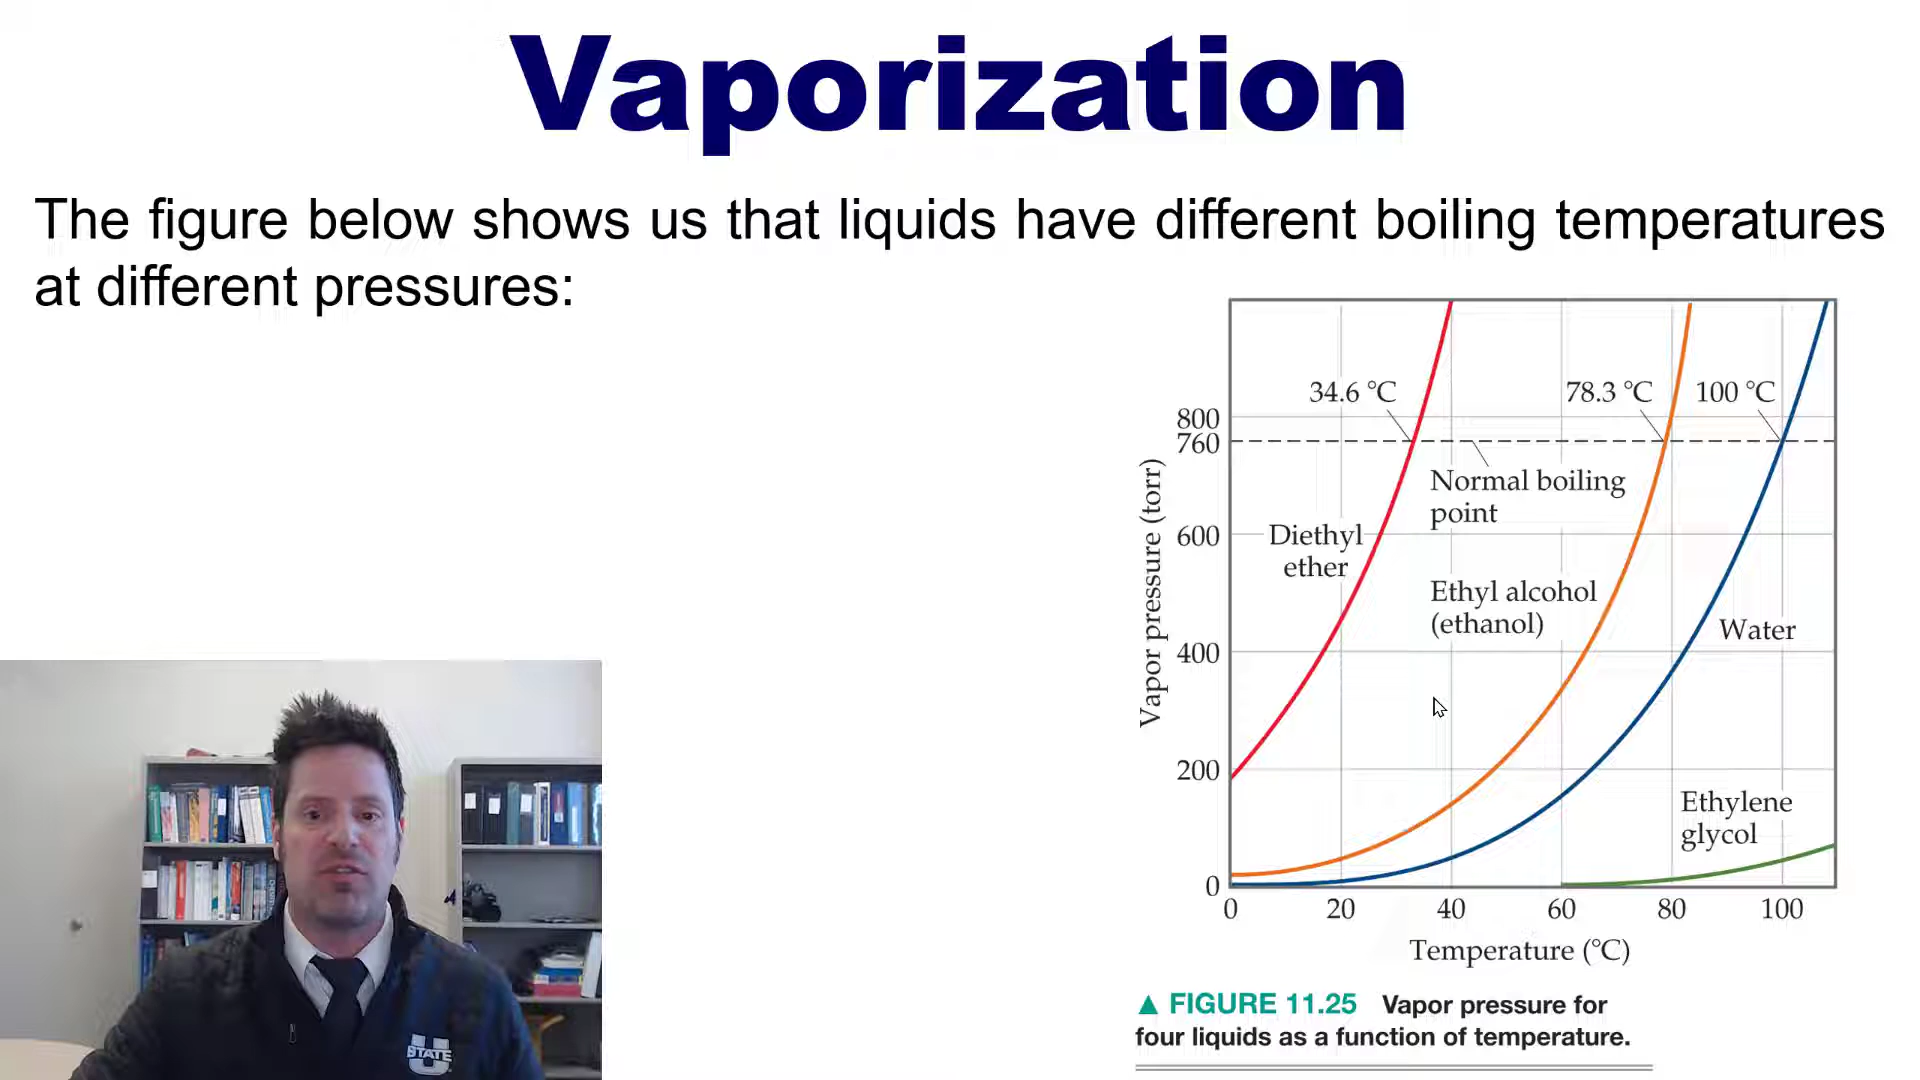 Vaporization
The figure below shows us that liquids have different boiling temperatures
at different pressures:
34.6 °C
78.3 °C
100 °C
800
760
Normal boiling
point
Diethyl
ether
600
Ethyl alcohol
(ethanol)
Water
400
Vapor pressure (torr)
200
Ethylene
glycol
0
0 20 40 60 80 100
Temperature (°C)
▲ FIGURE 11.25 Vapor pressure for
four liquids as a function of temperature.
U
STATE